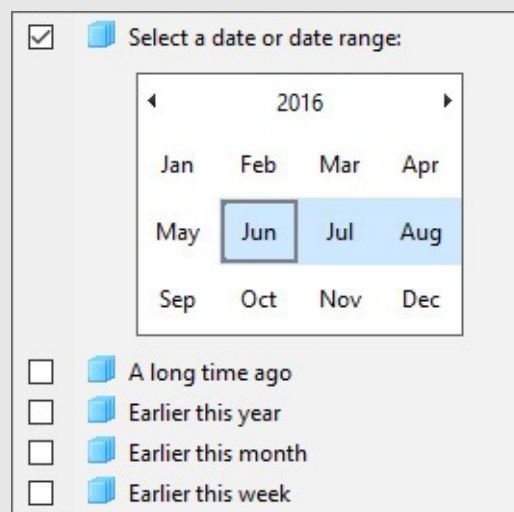 Select a date or date range:
2016
Jan Feb Mar Apr
May Jun Jul Aug
Sep Oct Nov Dec
A long time ago
Earlier this year
Earlier this month
Earlier this week